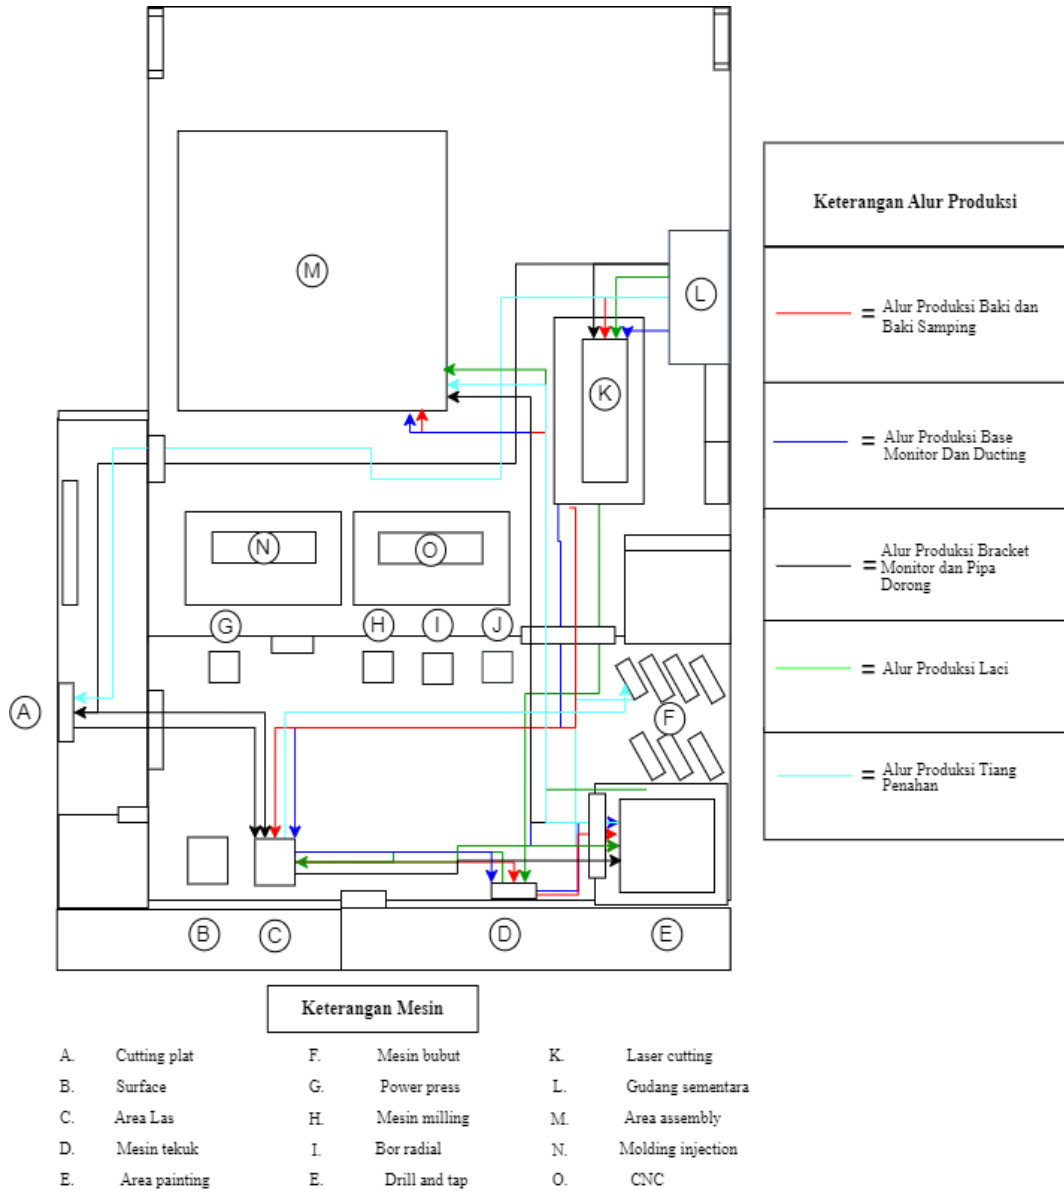 M
L
K
N
O
G
H
I
J
A
F
B
C
D
E
Keterangan Alur Produksi
= Alur Produksi Baki dan
Baki Samping
= Alur Produksi Base
Monitor Dan Ducting
= Alur Produksi Bracket
Monitor dan Pipa
Dorong
= Alur Produksi Laci
= Alur Produksi Tiang
Penahan
Keterangan Mesin
A. Cutting plat F. Mesin bubut K. Laser cutting
B. Surface G. Power press L. Gudang sementara
C. Area Las H. Mesin milling M. Area assembly
D. Mesin tekuk I. Bor radial N. Molding injection
E. Area painting E. Drill and tap O. CNC